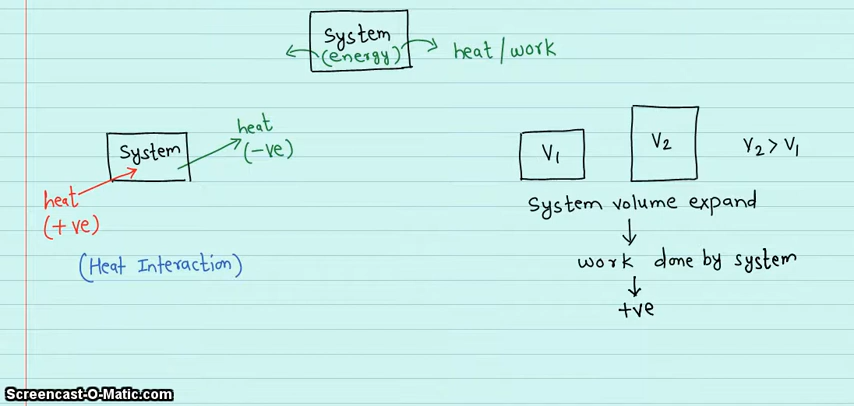 System
(energy)
heat/work
heat
(-ve)
System
heat
(+ve)
(Heat Interaction)
V1
V2
V2 > V1
System volume expand
work done by system
+ve
Screencast-O-Matic.com